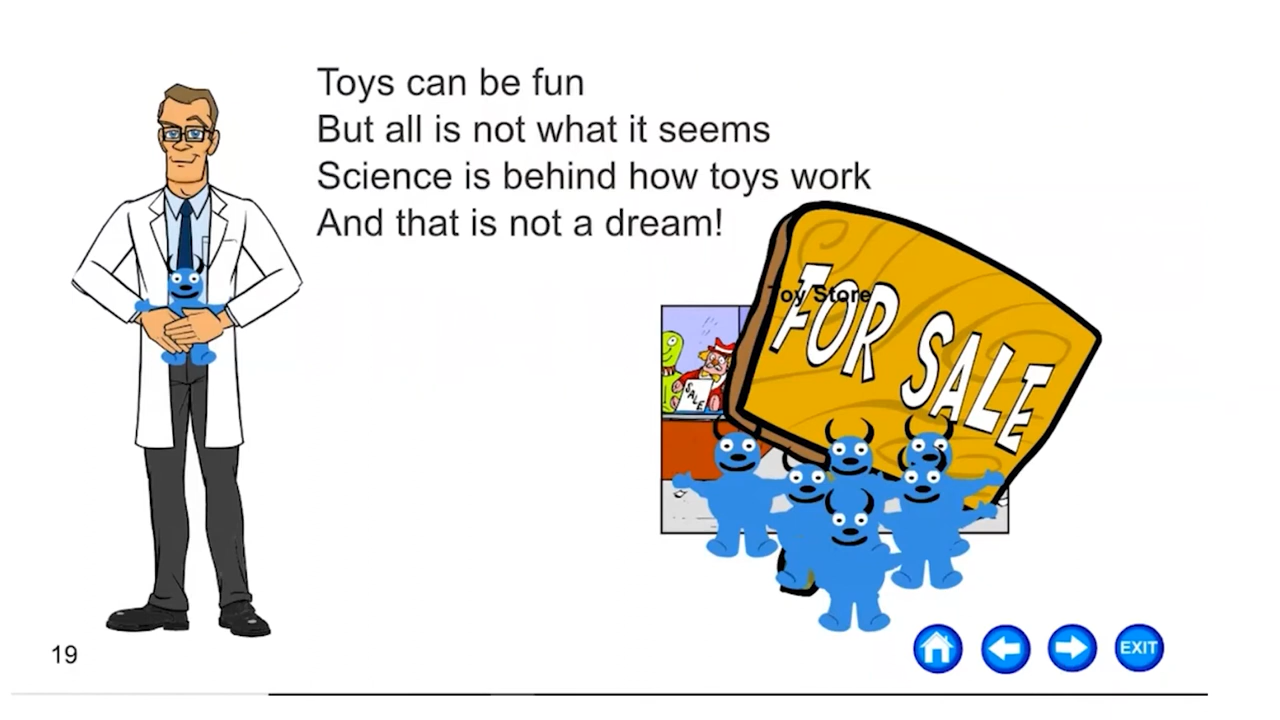 Toys can be fun
But all is not what it seems
Science is behind how toys work
And that is not a dream!
Toy Store
FOR SALE
SALE
19
EXIT